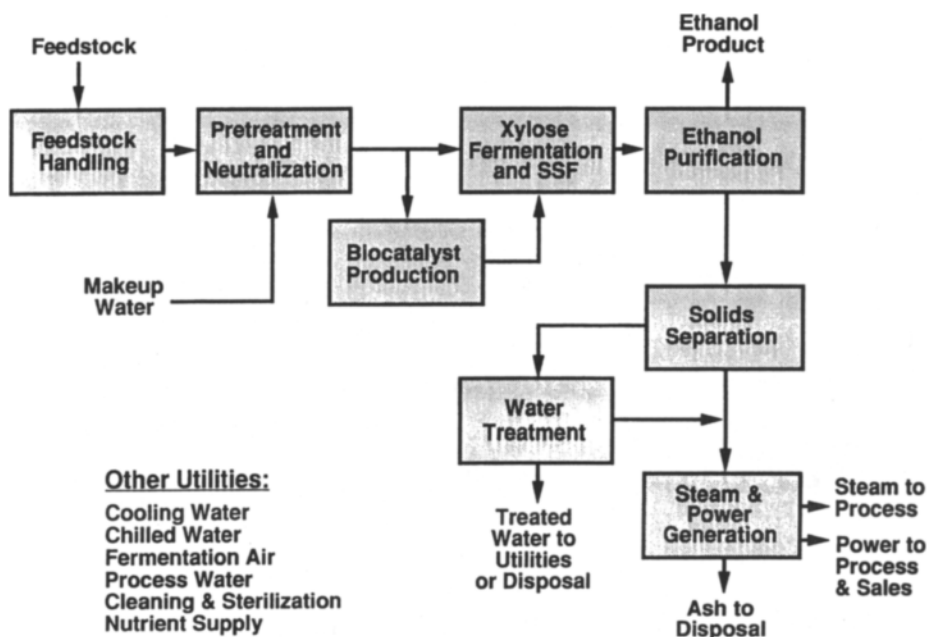 Feedstock
Ethanol
Product
Feedstock
Handling
Pretreatment
and
Neutralization
Xylose
Fermentation
and SSF
Ethanol
Purification
Biocatalyst
Production
Makeup
Water
Solids
Separation
Water
Treatment
Other Utilities:
Cooling Water
Chilled Water
Fermentation Air
Process Water
Cleaning & Sterilization
Nutrient Supply
Treated
Water to
Utilities
or Disposal
Steam &
Power
Generation
Steam to
Process
Power to
Process
& Sales
Ash to
Disposal